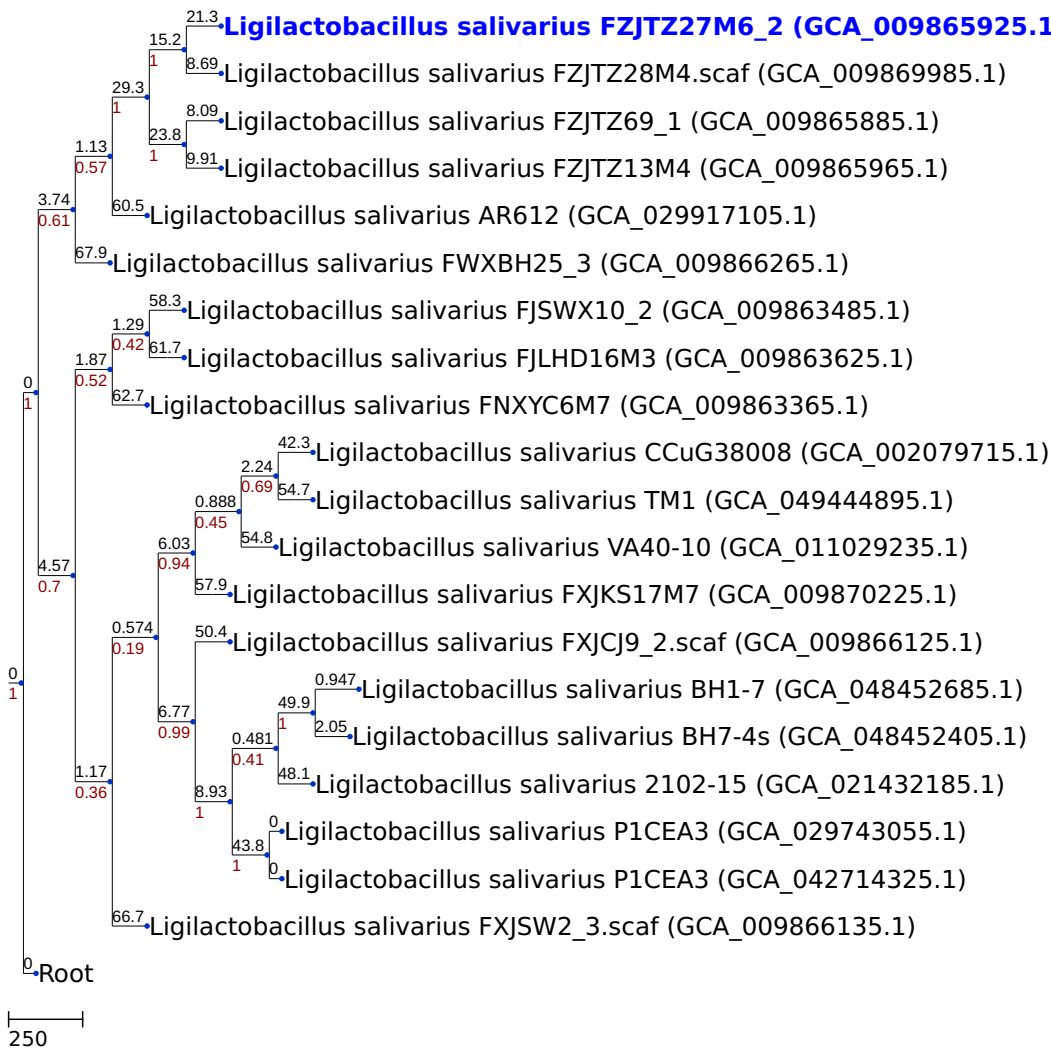 21.3
Ligilactobacillus salivarius FZJTZ27M6_2 (GCA_009865925.1
15.2
1
8.69
Ligilactobacillus salivarius FZJTZ28M4.scaf (GCA_009869985.1)
29.3
1
8.09
Ligilactobacillus salivarius FZJTZ69_1 (GCA_009865885.1)
23.8
1
9.91
Ligilactobacillus salivarius FZJTZ13M4 (GCA_009865965.1)
1.13
0.57
60.5
Ligilactobacillus salivarius AR612 (GCA_029917105.1)
3.74
0.61
67.9
Ligilactobacillus salivarius FWXBH25_3 (GCA_009866265.1)
58.3
Ligilactobacillus salivarius FJSWX10_2 (GCA_009863485.1)
1.29
0.42
61.7
Ligilactobacillus salivarius FJLHD16M3 (GCA_009863625.1)
1.87
0.52
62.7
Ligilactobacillus salivarius FNXYC6M7 (GCA_009863365.1)
0
1
42.3
Ligilactobacillus salivarius CCuG38008 (GCA_002079715.1)
2.24
0.69
54.7
Ligilactobacillus salivarius TM1 (GCA_049444895.1)
0.888
0.45
54.8
Ligilactobacillus salivarius VA40-10 (GCA_011029235.1)
6.03
0.94
57.9
Ligilactobacillus salivarius FXJKS17M7 (GCA_009870225.1)
4.57
0.7
0.574
0.19
50.4
Ligilactobacillus salivarius FXJCJ9_2.scaf (GCA_009866125.1)
0
1
0.947
Ligilactobacillus salivarius BH1-7 (GCA_048452685.1)
49.9
1
2.05
Ligilactobacillus salivarius BH7-4s (GCA_048452405.1)
6.77
0.99
0.481
0.41
48.1
Ligilactobacillus salivarius 2102-15 (GCA_021432185.1)
1.17
0.36
8.93
1
0
Ligilactobacillus salivarius P1CEA3 (GCA_029743055.1)
43.8
1
0
Ligilactobacillus salivarius P1CEA3 (GCA_042714325.1)
66.7
Ligilactobacillus salivarius FXJSW2_3.scaf (GCA_009866135.1)
0
Root
250